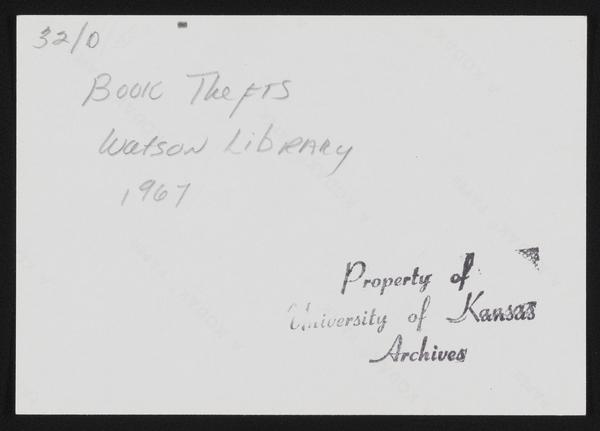 32/0
Book Thefts
Watson Library
1967
Property of
University of Kansas
Archives